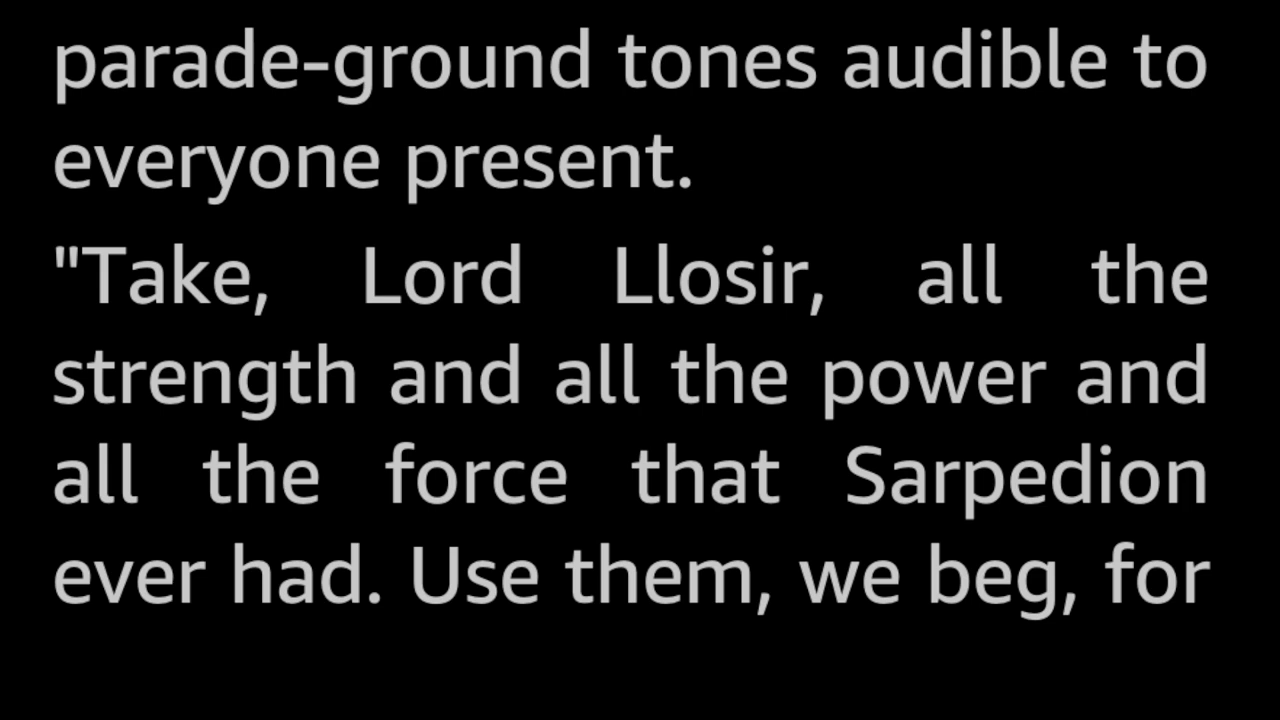 parade-ground tones audible to
everyone present.
"Take, Lord Llosir, all the
strength and all the power and
all the force that Sarpedion
ever had. Use them, we beg, for